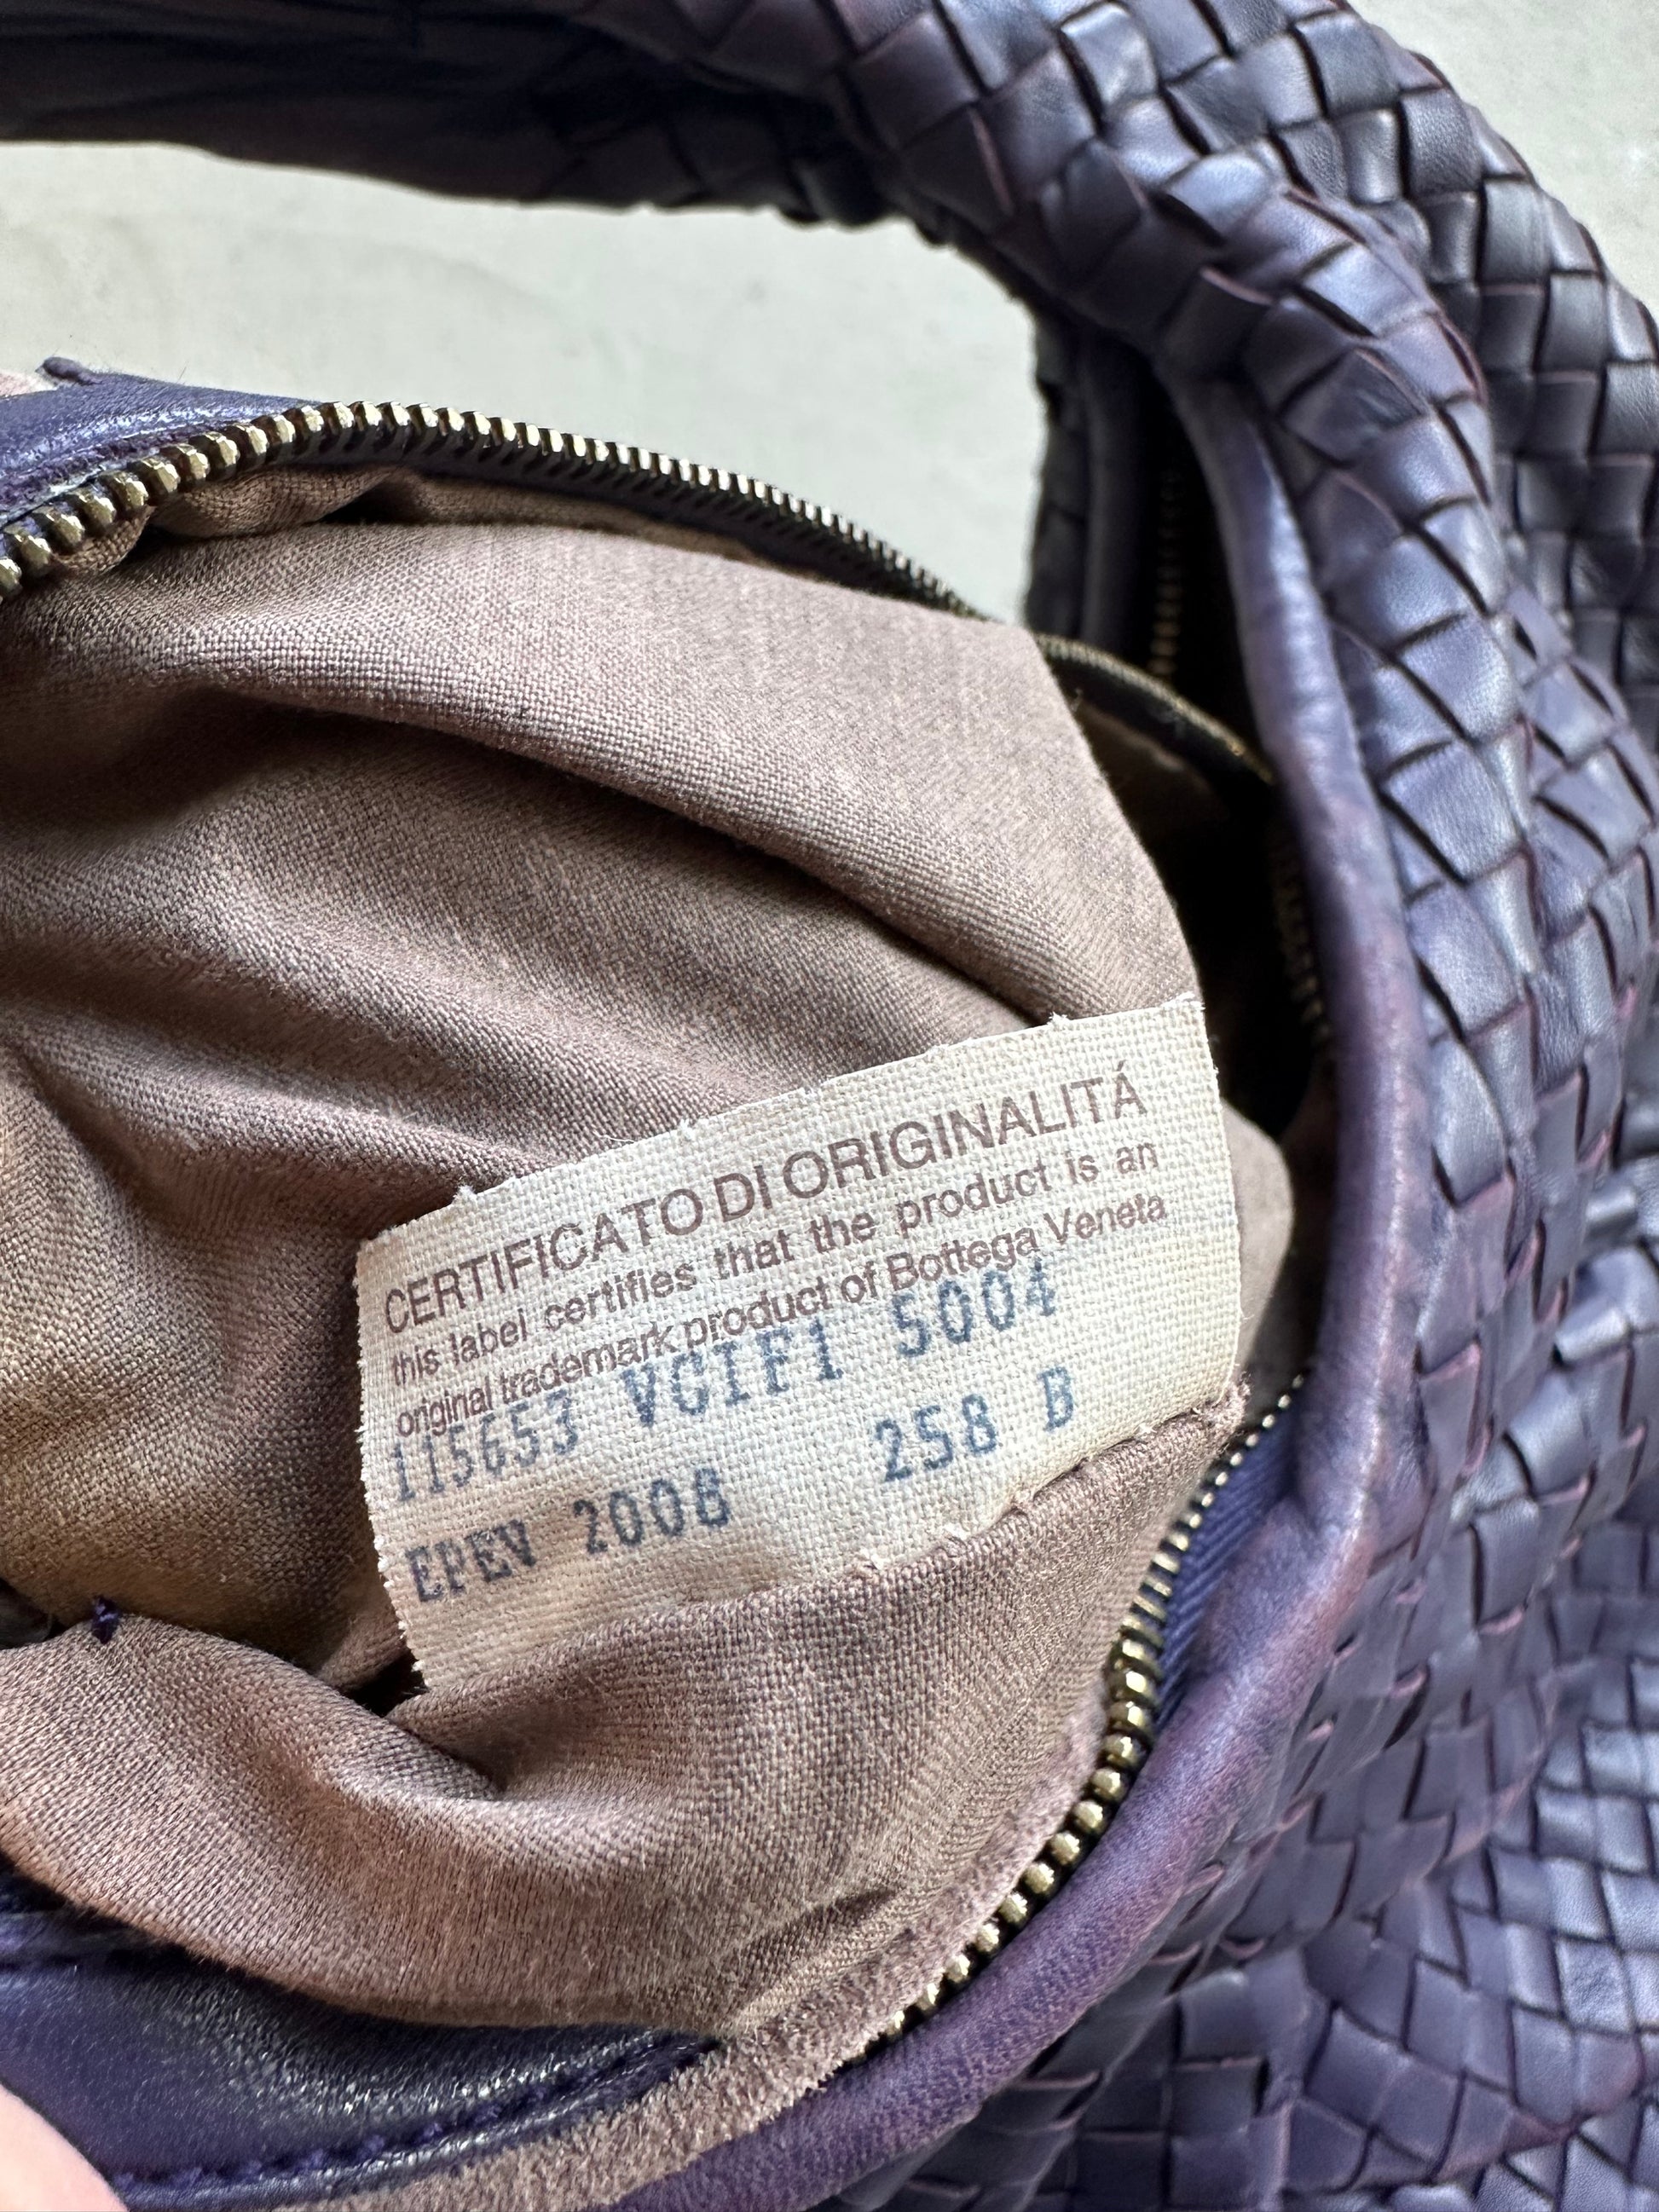 CERTIFICATO DI ORIGINALITÁ
this label certifies that the product is an
original trademark product of Bottega Veneta
115653 VGIF1 5004
EPEV 2008 258 B